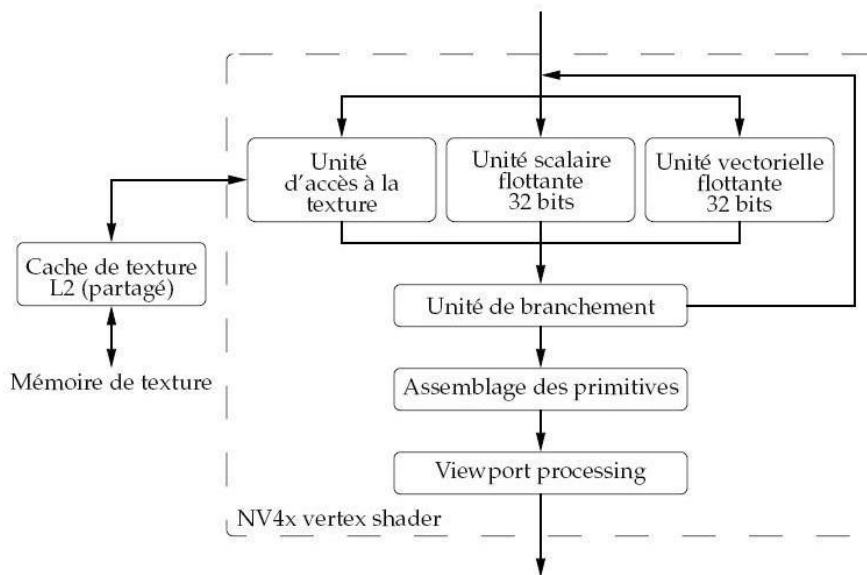 Unité
d'accès à la
texture
Unité scalaire
flottante
32 bits
Unité vectorielle
flottante
32 bits
Cache de texture
L2 (partagé)
Mémoire de texture
Unité de branchement
Assemblage des primitives
Viewport processing
NV4x vertex shader